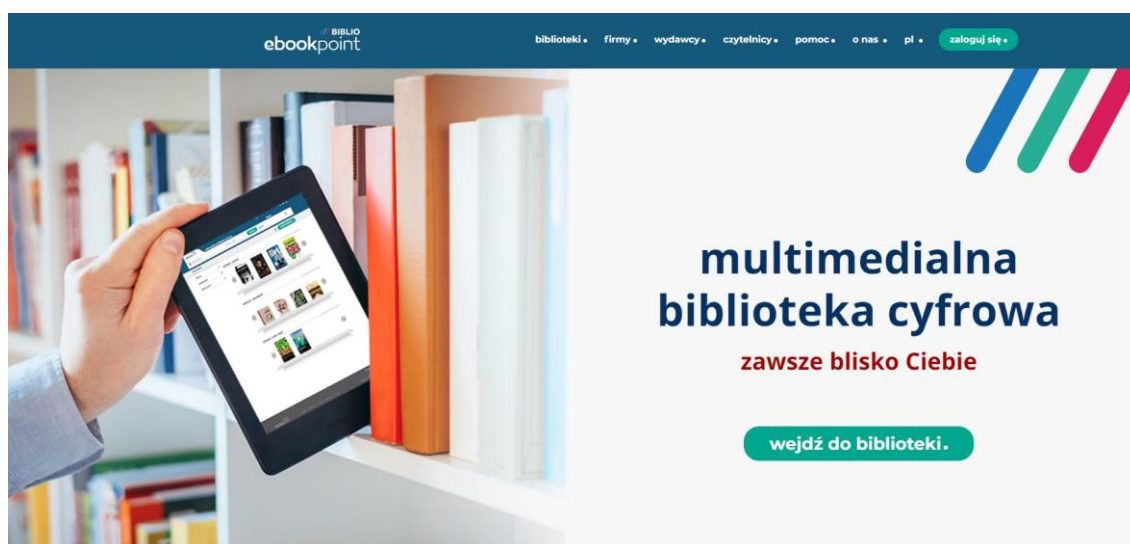 BIBLIO
ebookpoint
biblioteki
firmy
wydawcy
czytelnicy
pomoc
o nas
pl
zaloguj się
multimedialna
biblioteka cyfrowa
zawsze blisko Ciebie
wejdź do biblioteki.